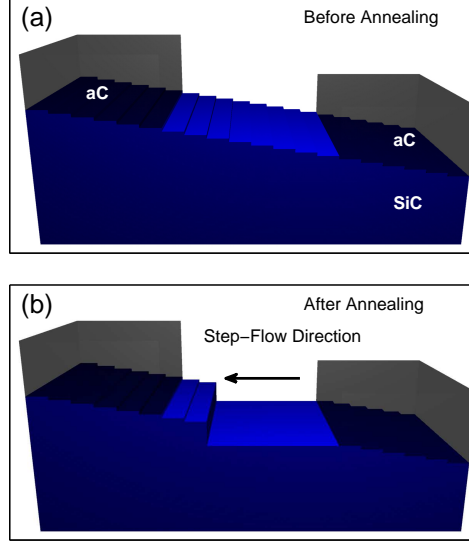 (a)
Before Annealing
aC
aC
SiC
(b)
After Annealing
Step−Flow Direction